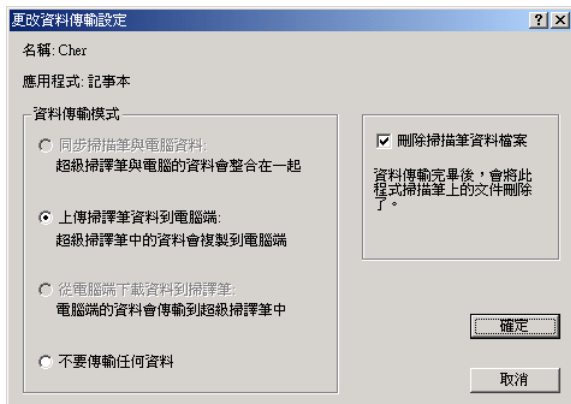 更改資料傳輸設定
名稱: Cher
應用程式: 記事本
資料傳輸模式
同步掃描筆與電腦資料:
超級掃譯筆與電腦的資料會整合在一起
上傳掃譯筆資料到電腦端:
超級掃譯筆中的資料會複製到電腦端
從電腦端下載資料到掃譯筆:
電腦端的資料會傳輸到超級掃譯筆中
不要傳輸任何資料
刪除掃描筆資料檔案
資料傳輸完畢後，會將此
程式掃描筆上的文件刪除
了。
確定
取消